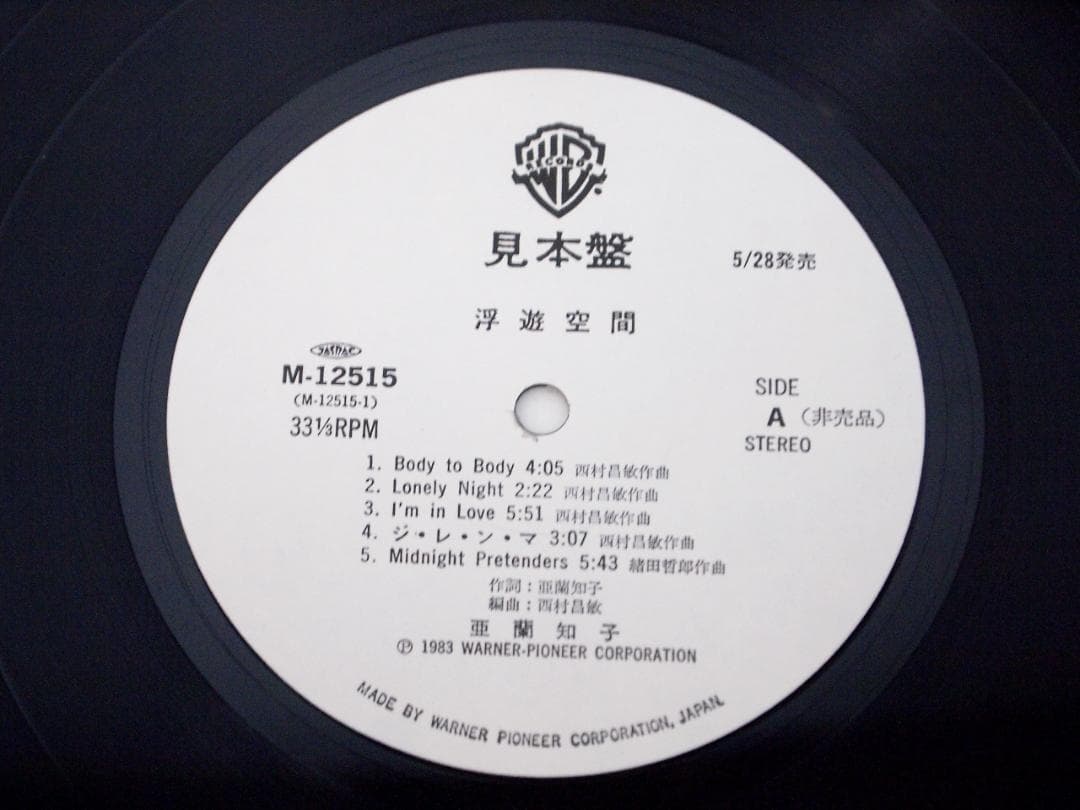 W RECORDS B
見本盤
5/28発売
浮遊空間
JASRAC
M-12515
(M-12515-1)
33⅓RPM
SIDE
A (非売品)
STEREO
1. Body to Body 4:05 西村昌敏作曲
2. Lonely Night 2:22 西村昌敏作曲
3. I'm in Love 5:51 西村昌敏作曲
4. ジ・レ・ン・マ 3:07 西村昌敏作曲
5. Midnight Pretenders 5:43 緒田哲郎作曲
作詞：亜蘭知子
編曲：西村昌敏
亜蘭知子
Ⓟ 1983 WARNER-PIONEER CORPORATION
MADE BY WARNER PIONEER CORPORATION, JAPAN.